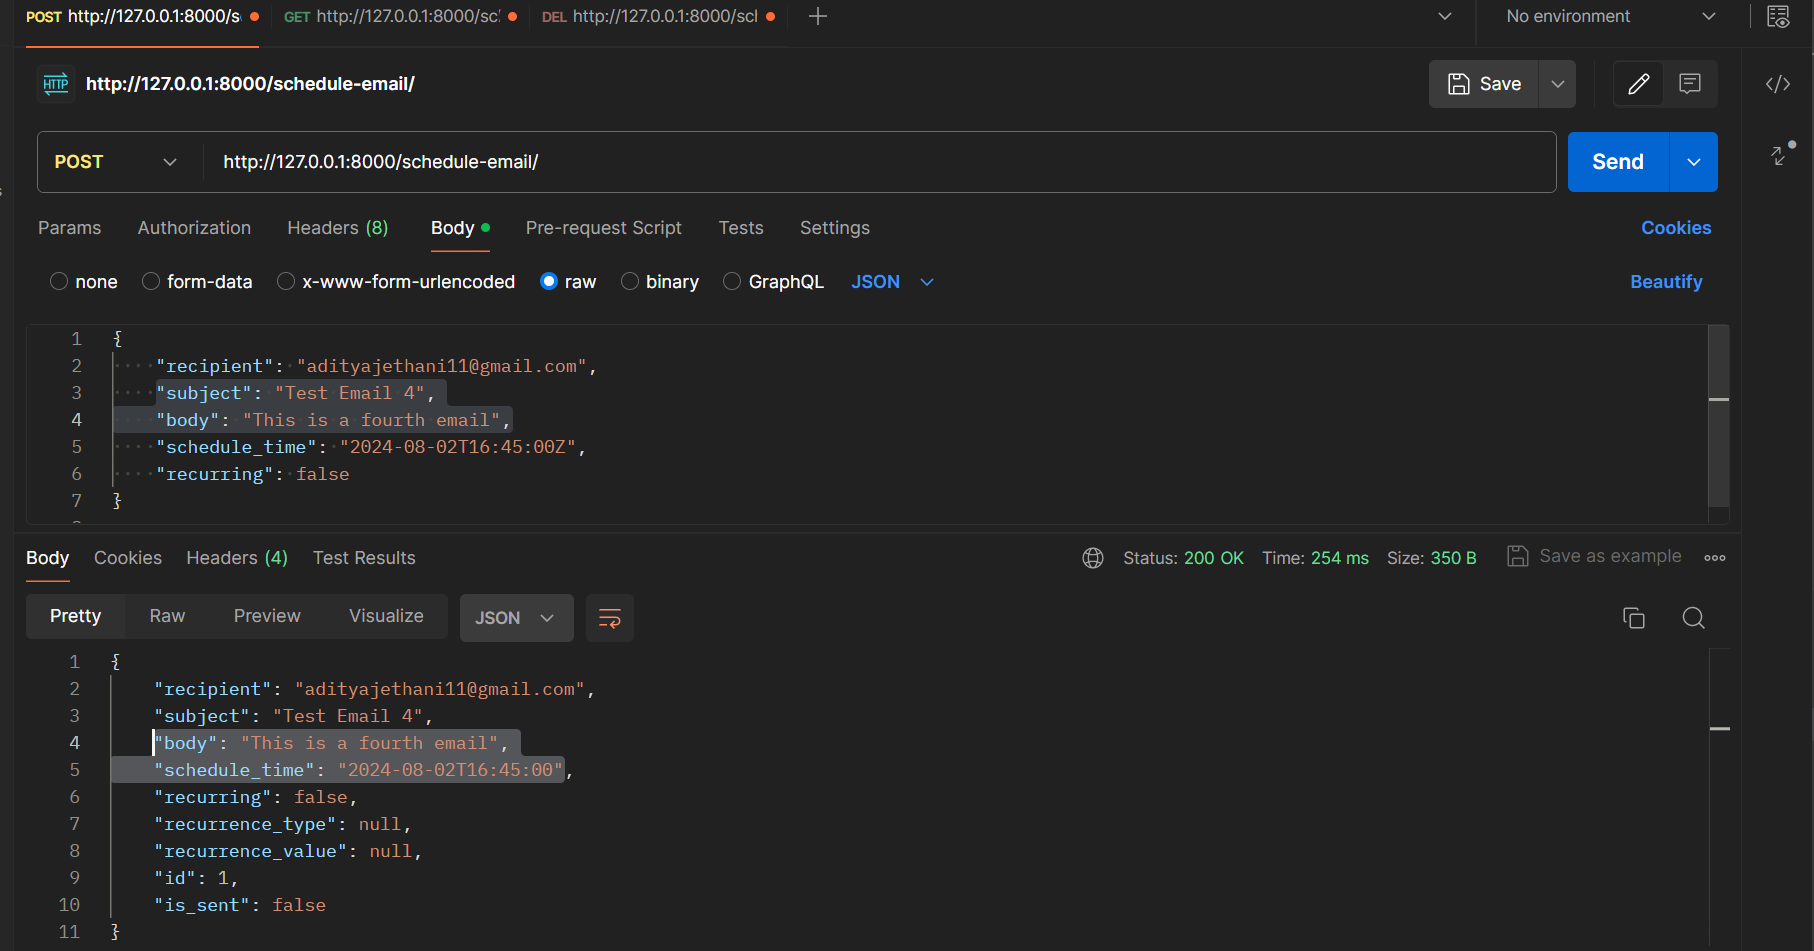 POST http://127.0.0.1:8000/s GET http://127.0.0.1:8000/scl DEL http://127.0.0.1:8000/scl No environment
HTTP http://127.0.0.1:8000/schedule-email/ Save
POST http://127.0.0.1:8000/schedule-email/ Send
Params Authorization Headers (8) Body Pre-request Script Tests Settings Cookies
none form-data x-www-form-urlencoded raw binary GraphQL JSON Beautify
1 {
2 "recipient": "adityajethani11@gmail.com",
3 "subject": "Test Email 4",
4 "body": "This is a fourth email",
5 "schedule_time": "2024-08-02T16:45:00Z",
6 "recurring": false
7 }
Body Cookies Headers (4) Test Results Status: 200 OK Time: 254 ms Size: 350 B Save as example
Pretty Raw Preview Visualize JSON
1 {
2 "recipient": "adityajethani11@gmail.com",
3 "subject": "Test Email 4",
4 "body": "This is a fourth email",
5 "schedule_time": "2024-08-02T16:45:00",
6 "recurring": false,
7 "recurrence_type": null,
8 "recurrence_value": null,
9 "id": 1,
10 "is_sent": false
11 }